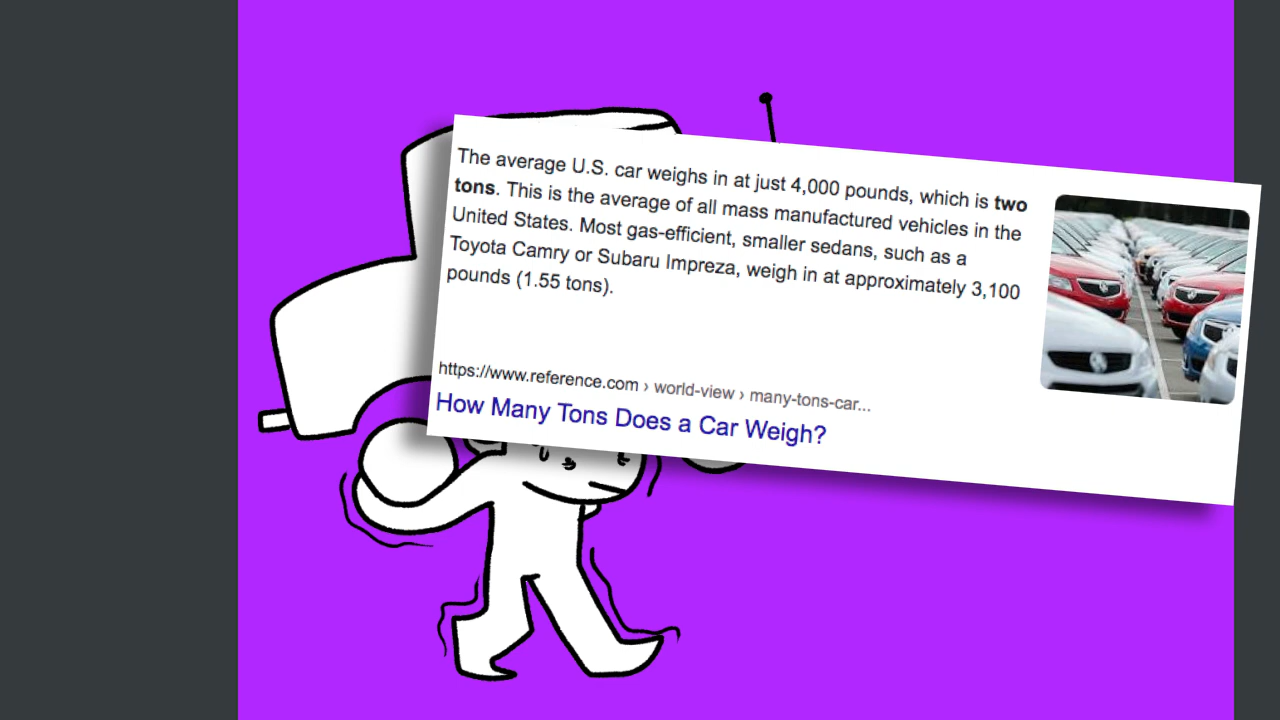 The average U.S. car weighs in at just 4,000 pounds, which is two
tons. This is the average of all mass manufactured vehicles in the
United States. Most gas-efficient, smaller sedans, such as a
Toyota Camry or Subaru Impreza, weigh in at approximately 3,100
pounds (1.55 tons).
https://www.reference.com › world-view › many-tons-car...
How Many Tons Does a Car Weigh?